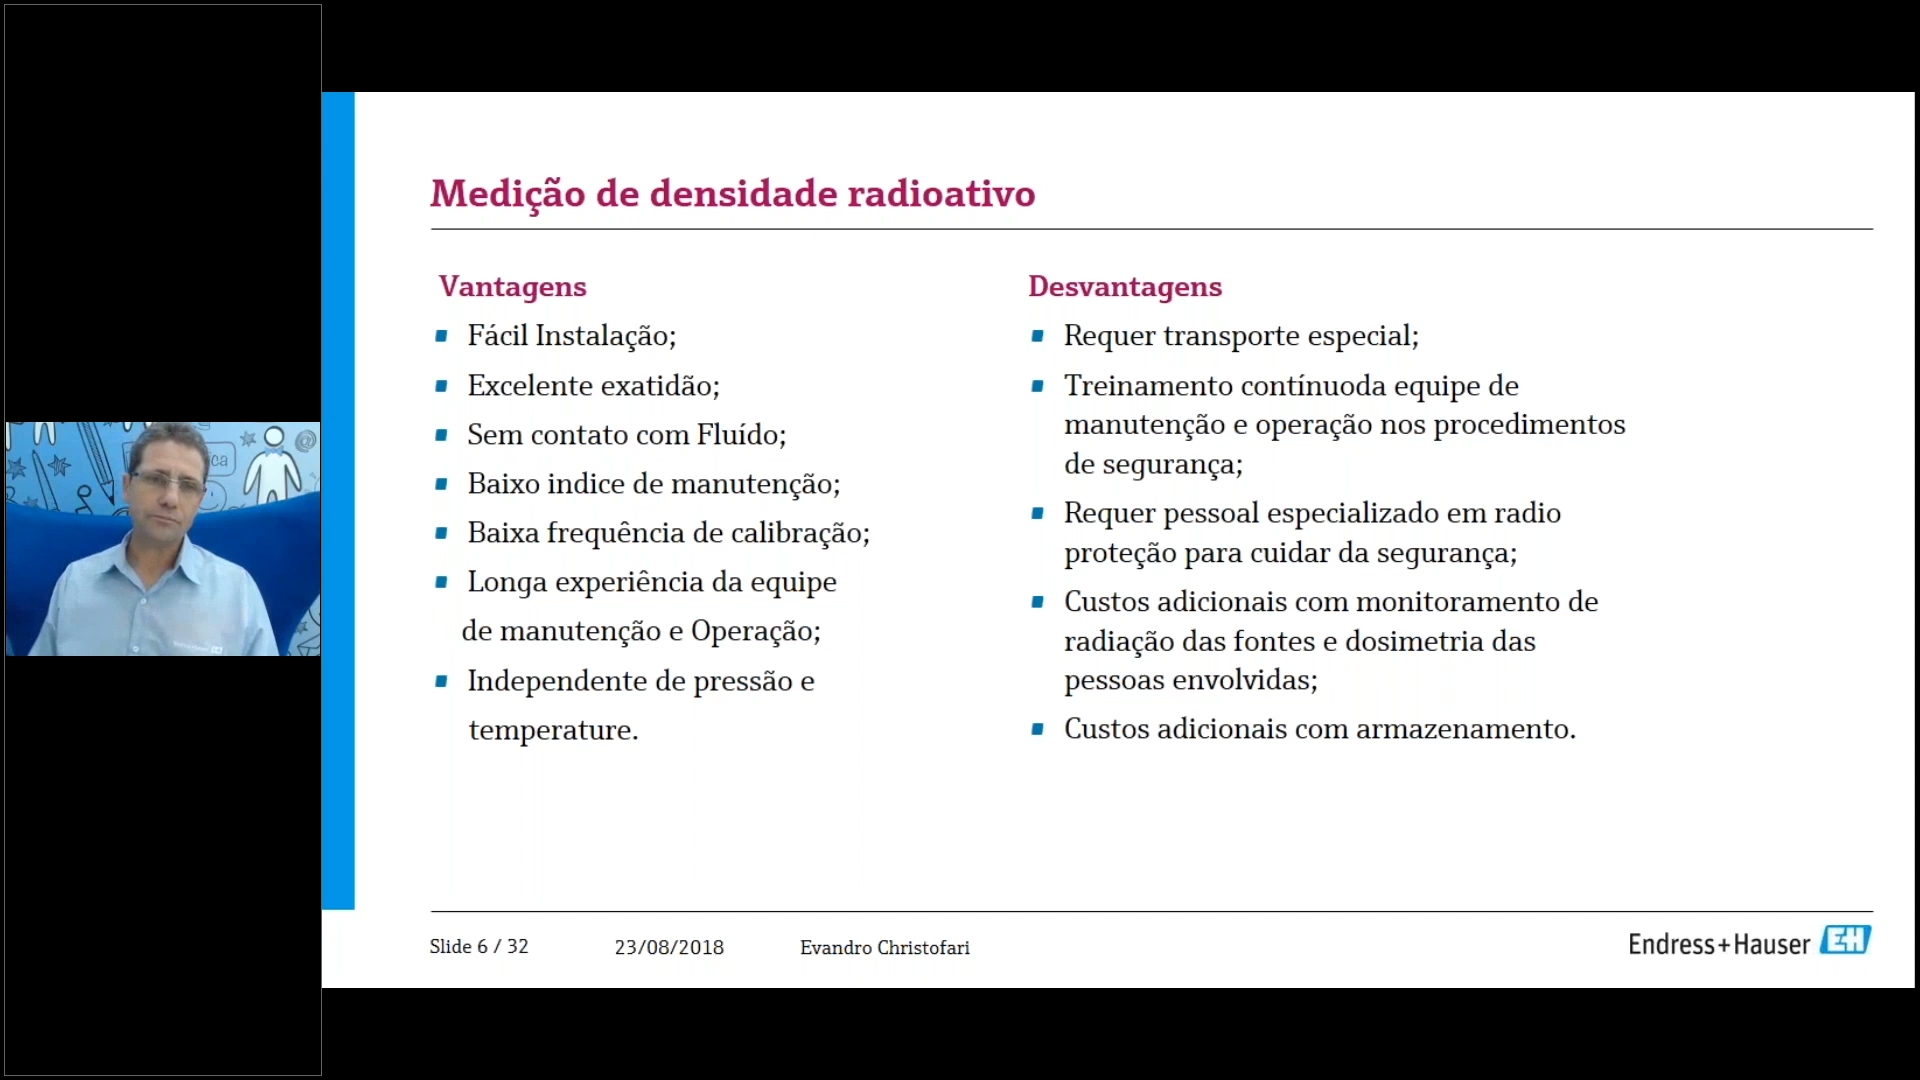 Medição de densidade radioativo
Vantagens
Fácil Instalação;
Excelente exatidão;
Sem contato com Fluído;
Baixo indice de manutenção;
Baixa frequência de calibração;
Longa experiência da equipe
de manutenção e Operação;
Independente de pressão e
temperature.
Desvantagens
Requer transporte especial;
Treinamento contínuoda equipe de
manutenção e operação nos procedimentos
de segurança;
Requer pessoal especializado em radio
proteção para cuidar da segurança;
Custos adicionais com monitoramento de
radiação das fontes e dosimetria das
pessoas envolvidas;
Custos adicionais com armazenamento.
Slide 6 / 32
23/08/2018
Evandro Christofari
Endress+Hauser EH